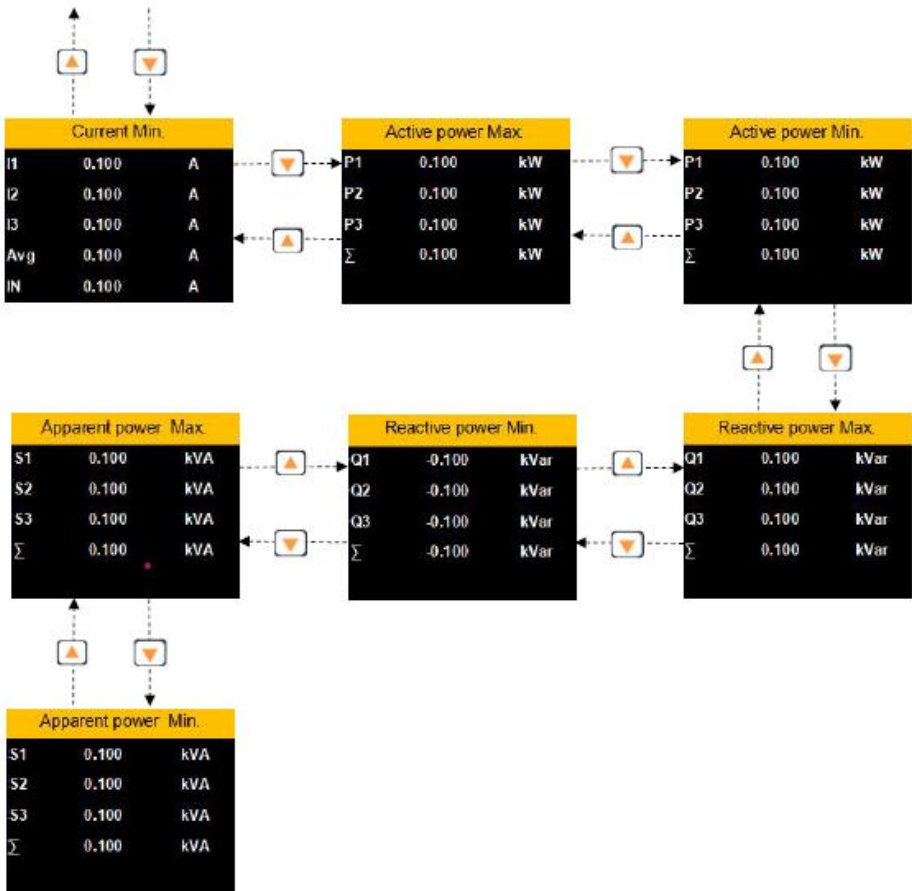 Current Min.
I1 0.100 A
I2 0.100 A
I3 0.100 A
Avg 0.100 A
IN 0.100 A
Active power Max.
P1 0.100 kW
P2 0.100 kW
P3 0.100 kW
∑ 0.100 kW
Active power Min.
P1 0.100 kW
P2 0.100 kW
P3 0.100 kW
∑ 0.100 kW
Apparent power Max.
S1 0.100 kVA
S2 0.100 kVA
S3 0.100 kVA
∑ 0.100 kVA
Reactive power Min.
Q1 -0.100 kVar
Q2 -0.100 kVar
Q3 -0.100 kVar
∑ -0.100 kVar
Reactive power Max.
Q1 0.100 kVar
Q2 0.100 kVar
Q3 0.100 kVar
∑ 0.100 kVar
Apparent power Min.
S1 0.100 kVA
S2 0.100 kVA
S3 0.100 kVA
∑ 0.100 kVA